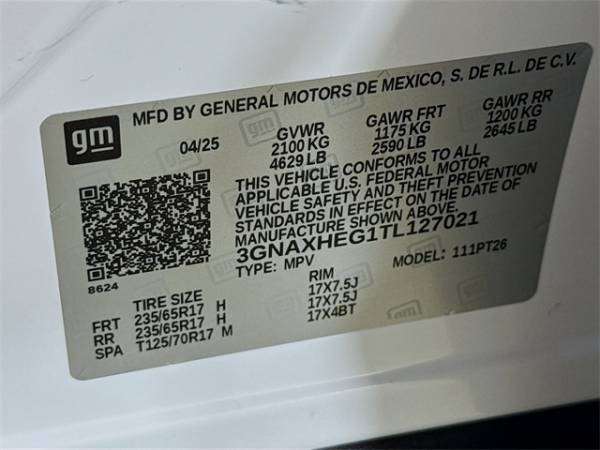 gm
MFD BY GENERAL MOTORS DE MEXICO, S. DE R.L. DE C.V.
04/25 GVWR GAWR FRT GAWR RR
2100 KG 1175 KG 1200 KG
4629 LB 2590 LB 2645 LB
THIS VEHICLE CONFORMS TO ALL
APPLICABLE U.S. FEDERAL MOTOR
VEHICLE SAFETY AND THEFT PREVENTION
STANDARDS IN EFFECT ON THE DATE OF
MANUFACTURE SHOWN ABOVE.
3GNAXHEG1TL127021
8624
TYPE: MPV MODEL: 111PT26
TIRE SIZE RIM
FRT 235/65R17 H 17X7.5J
RR 235/65R17 H 17X7.5J
SPA T125/70R17 M 17X4BT